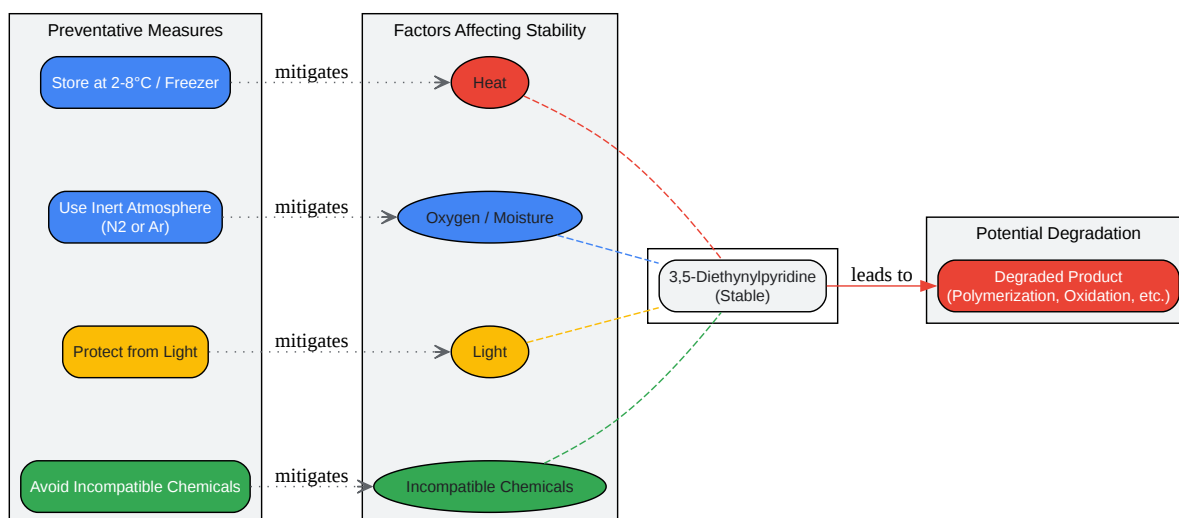 Preventative Measures
Factors Affecting Stability
Store at 2-8°C / Freezer
mitigates
Heat
Use Inert Atmosphere
(N2 or Ar)
mitigates
Oxygen / Moisture
Potential Degradation
3,5-Diethynylpyridine
(Stable)
leads to
Degraded Product
(Polymerization, Oxidation, etc.)
Protect from Light
mitigates
Light
Avoid Incompatible Chemicals
mitigates
Incompatible Chemicals